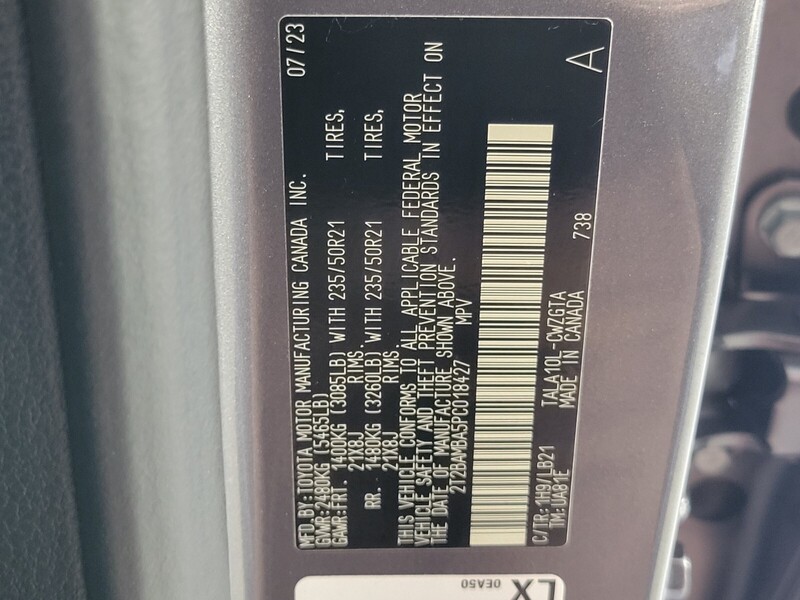 MFD.BY:TOYOTA MOTOR MANUFACTURING CANADA INC. 07/23
GVWR:2480KG (5465LB)
GAWR:FRT. 1400KG (3085LB) WITH 235/50R21 TIRES,
21X8J RIMS.
RR. 1480KG (3260LB) WITH 235/50R21 TIRES,
21X8J RIMS.
THIS VEHICLE CONFORMS TO ALL APPLICABLE FEDERAL MOTOR
VEHICLE SAFETY AND THEFT PREVENTION STANDARDS IN EFFECT ON
THE DATE OF MANUFACTURE SHOWN ABOVE.
2T2BAMBA5PC018427 MPV
C/TR:1H9/LB21 TALA10L-CWZGTA 738
TM:UA81E MADE IN CANADA
A
0EA50
LX